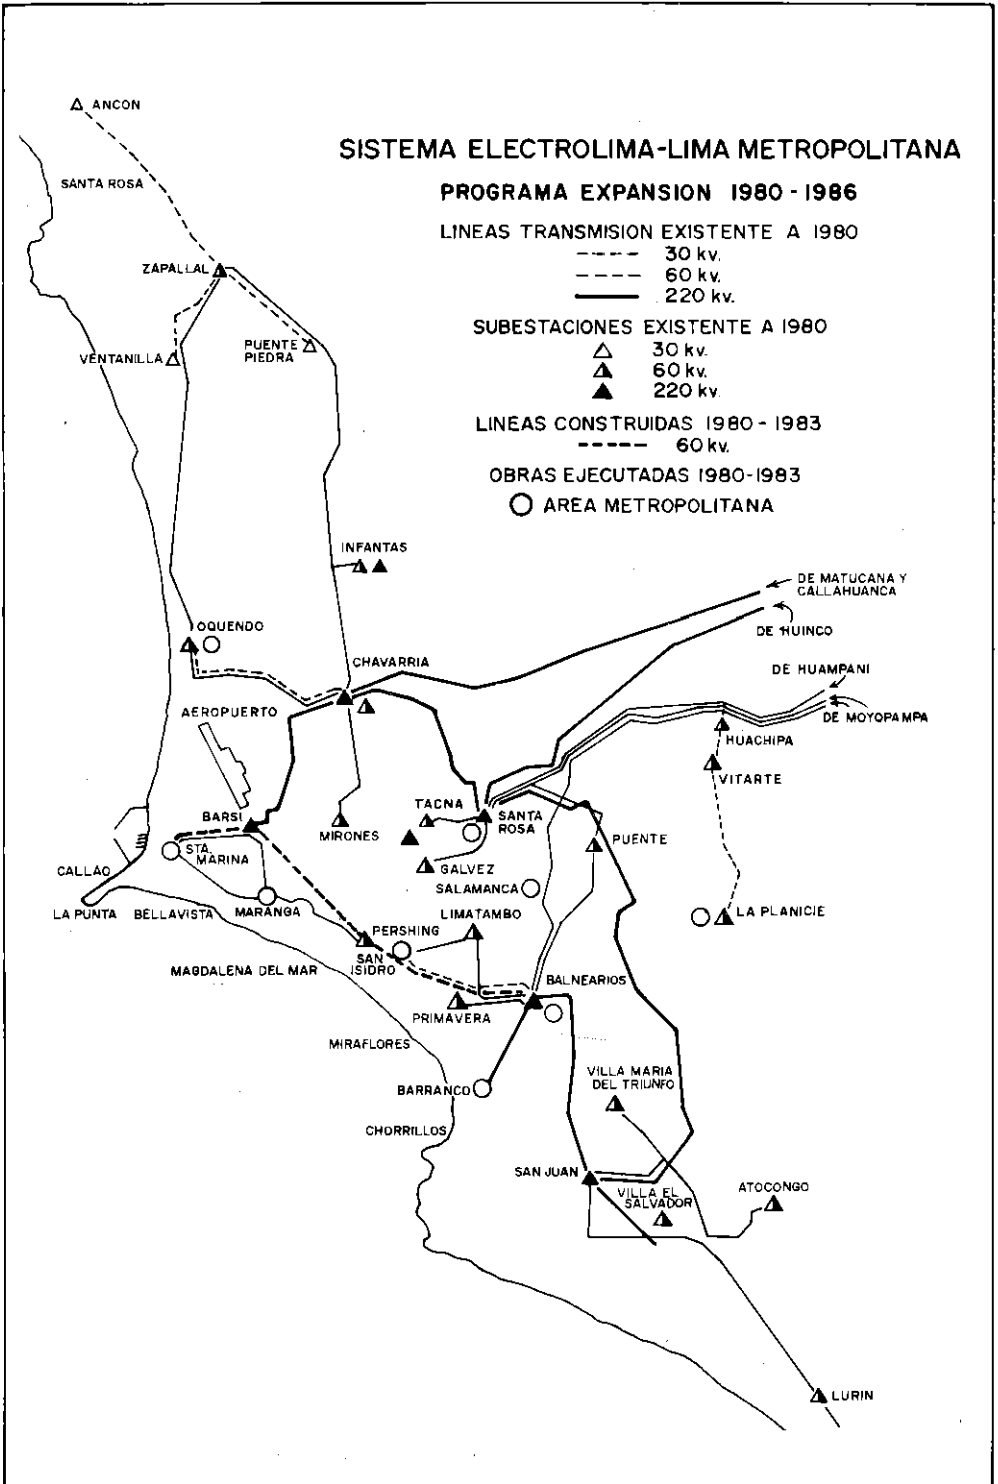 SISTEMA ELECTROLIMA-LIMA METROPOLITANA
PROGRAMA EXPANSION 1980-1986
LINEAS TRANSMISION EXISTENTE A 1980
30 kv.
60 kv.
220 kv.
SUBESTACIONES EXISTENTE A 1980
30 kv.
60 kv.
220 kv.
LINEAS CONSTRUIDAS 1980-1983
60 kv.
OBRAS EJECUTADAS 1980-1983
AREA METROPOLITANA
ANCON
SANTA ROSA
ZAPALLAL
VENTANILLA
PUENTE
PIEDRA
INFANTAS
DE MATUCANA Y
CALLAHUANCA
DE HUINCO
OQUENDO
CHAVARRIA
DE HUAMPANI
DE MOYOPAMPA
AEROPUERTO
HUACHIPA
VITARTE
BARSI
MIRONES
TACNA
SANTA
ROSA
PUENTE
STA.
MARINA
GALVEZ
CALLAO
SALAMANCA
LA PUNTA
BELLAVISTA
MARANGA
LIMATAMBO
LA PLANICIE
PERSHING
SAN
ISIDRO
MAGDALENA DEL MAR
BALNEARIOS
PRIMAVERA
MIRAFLORES
VILLA MARIA
DEL TRIUNFO
BARRANCO
CHORRILLOS
SAN JUAN
VILLA EL
SALVADOR
ATOCONGO
LURIN